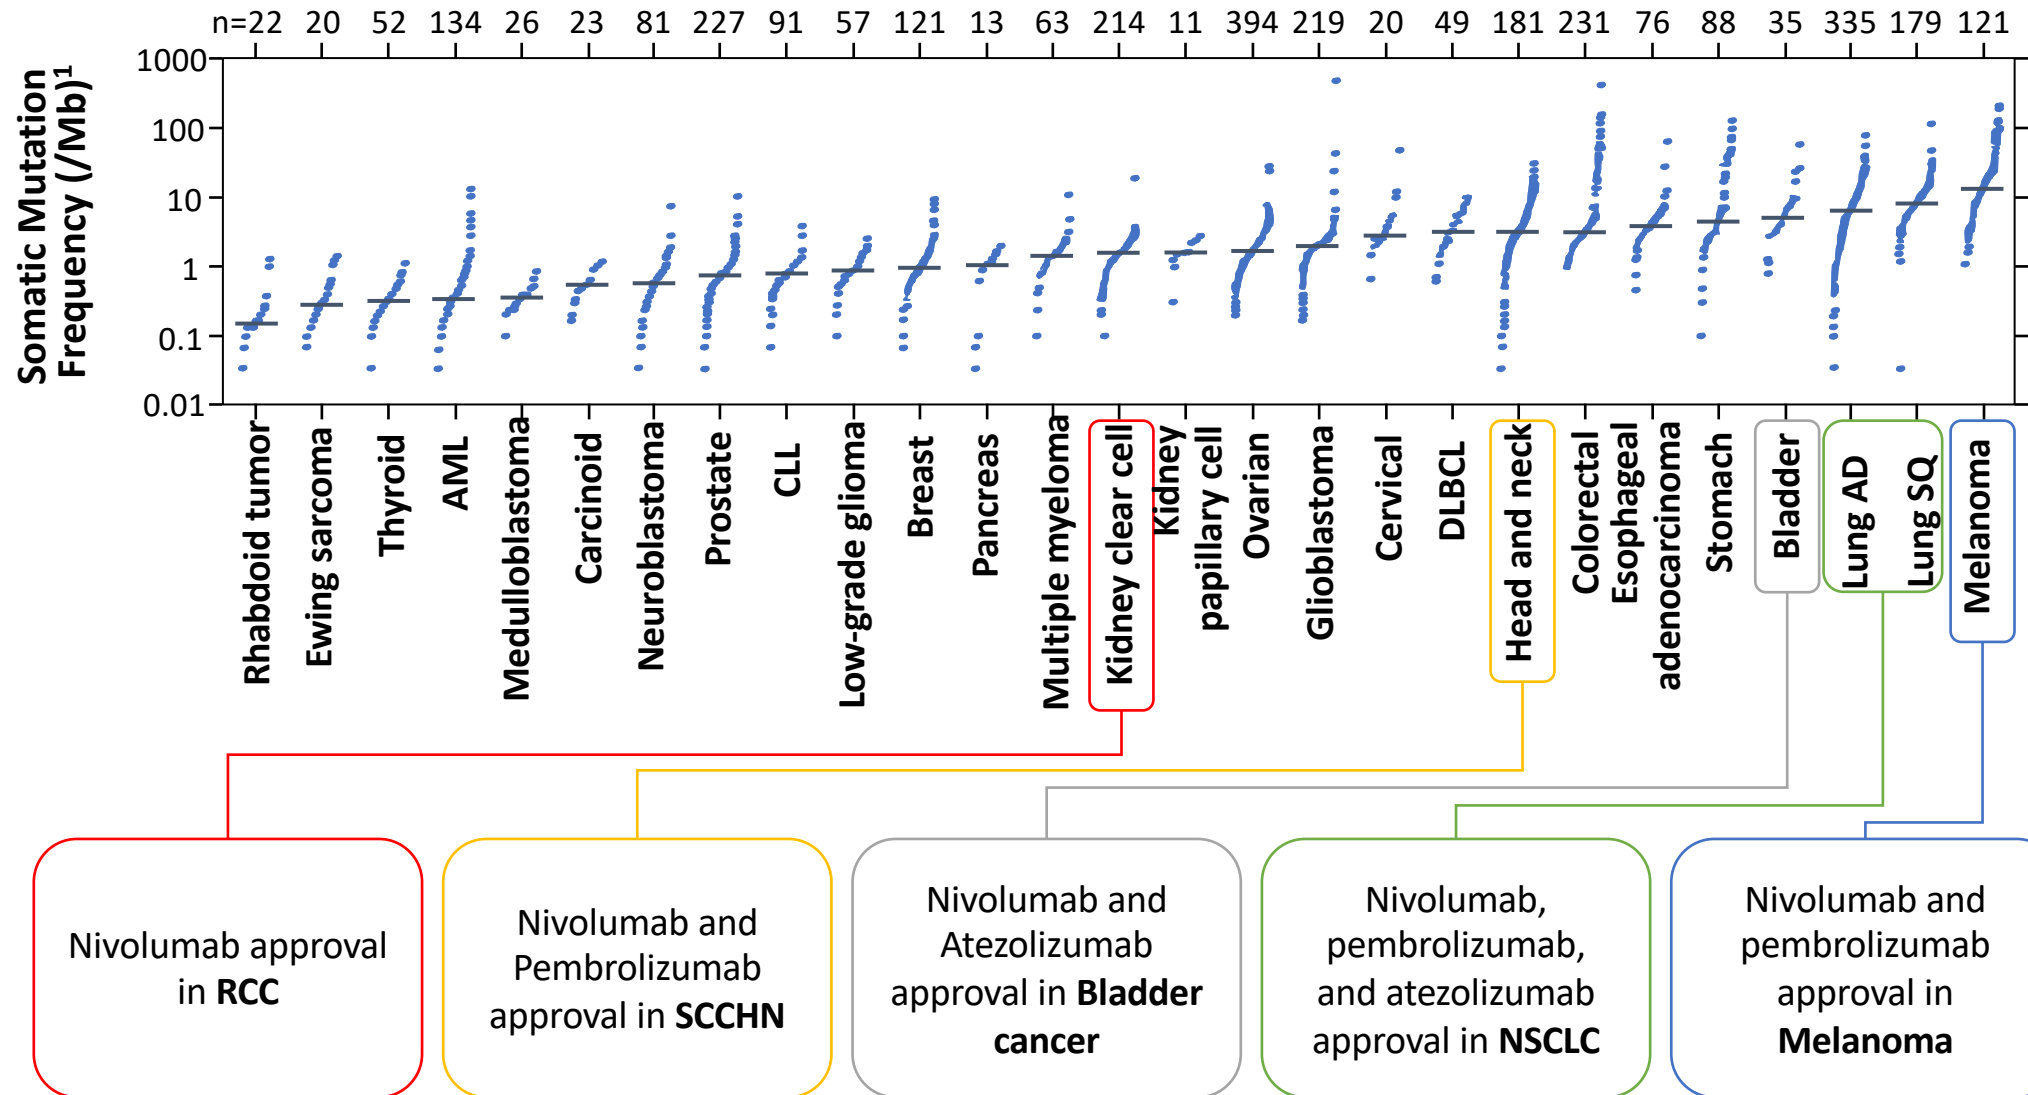 n=22 20 52 134 26 23 81 227 91 57 121 13 63 214 11 394 219 20 49 181 231 76 88 35 335 179 121
Somatic Mutation
Frequency (/Mb)1
1000
100
10
1
0.1
0.01
Rhabdoid tumor
Ewing sarcoma
Thyroid
AML
Medulloblastoma
Carcinoid
Neuroblastoma
Prostate
CLL
Low-grade glioma
Breast
Pancreas
Multiple myeloma
Kidney clear cell
Kidney
papillary cell
Ovarian
Glioblastoma
Cervical
DLBCL
Head and neck
Colorectal
Esophageal
adenocarcinoma
Stomach
Bladder
Lung AD
Lung SQ
Melanoma
Nivolumab approval
in RCC
Nivolumab and
Pembrolizumab
approval in SCCHN
Nivolumab and
Atezolizumab
approval in Bladder
cancer
Nivolumab,
pembrolizumab,
and atezolizumab
approval in NSCLC
Nivolumab and
pembrolizumab
approval in
Melanoma